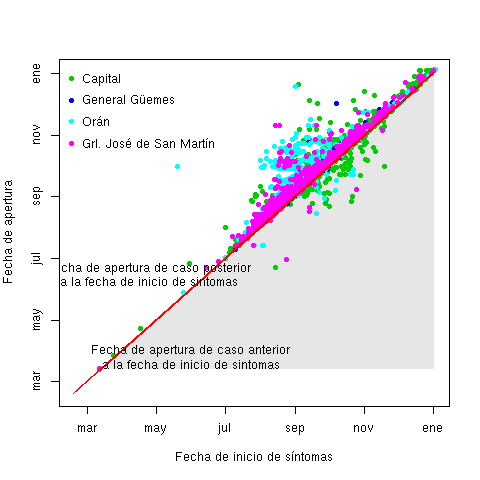 Capital
General Güemes
Orán
Grl. José de San Martín
cha de apertura de caso posterior
a la fecha de inicio de sintomas
Fecha de apertura de caso anterior
a la fecha de inicio de sintomas
Fecha de apertura
mar
may
jul
sep
nov
ene
mar
may
jul
sep
nov
ene
Fecha de inicio de síntomas